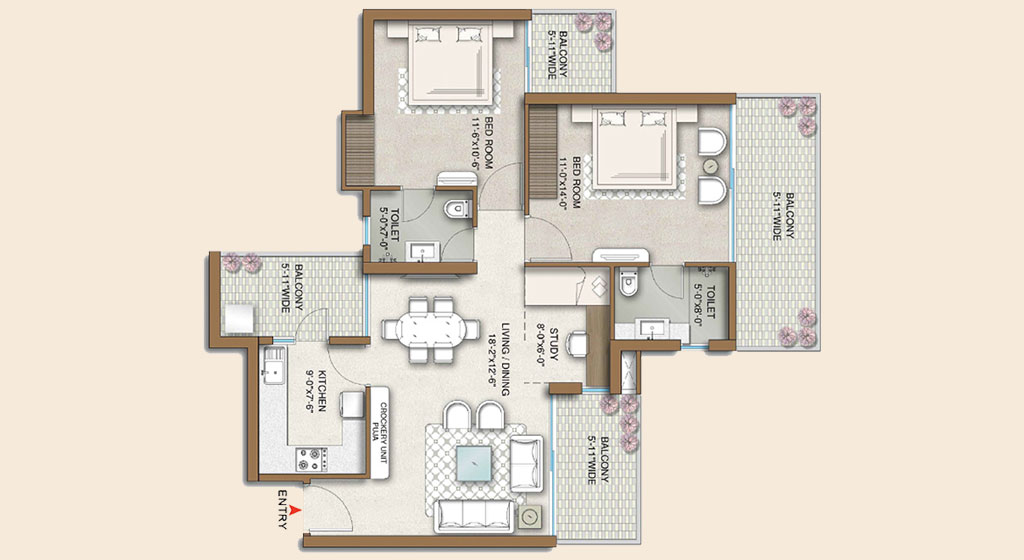 BALCONY
5'-11"WIDE
BED ROOM
11'-6"x10'-6"
BED ROOM
11'-0"x14'-0"
BALCONY
5'-11"WIDE
TOILET
5'-0"x7'-0"
BALCONY
5'-11"WIDE
TOILET
5'-0"x8'-0"
LIVING / DINING
18'-2"x12'-6"
STUDY
8'-0"x6'-0"
KITCHEN
9'-0"x7'-6"
CROCKERY UNIT
PUJA
BALCONY
5'-11"WIDE
ENTRY